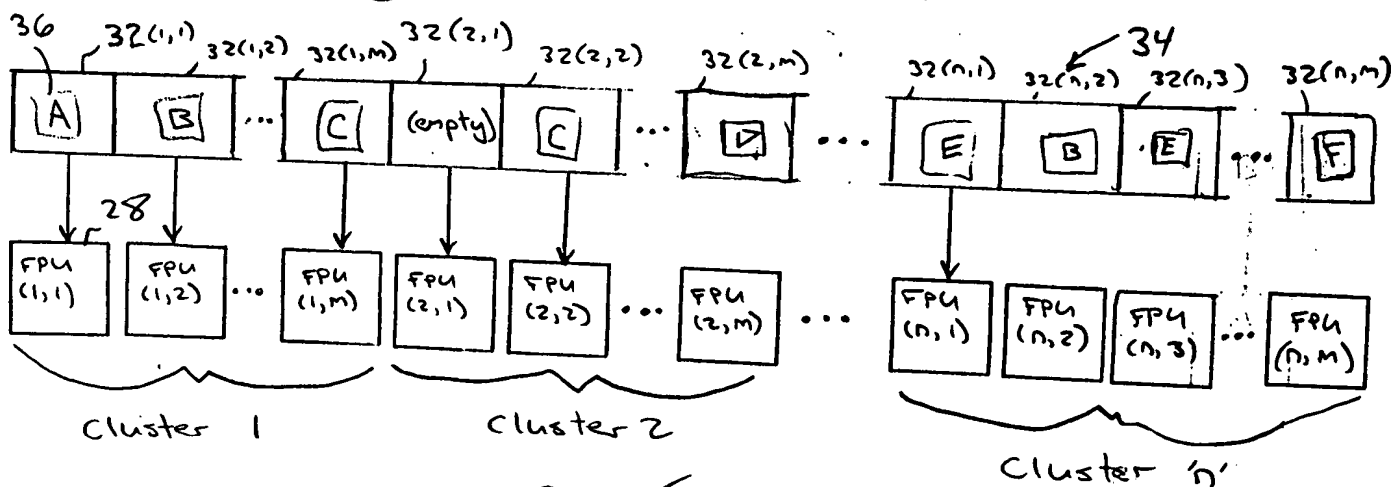 36 32(1,1) 32(1,2) 32(1,m) 32(2,1) 32(2,2) 32(2,m) 32(n,1) 32(n,2) 34 32(n,3) 32(n,m)
A B ... C (empty) C ... D ... E B E ... F
28
FPU (1,1) FPU (1,2) ... FPU (1,m) FPU (2,1) FPU (2,2) ... FPU (2,m) ... FPU (n,1) FPU (n,2) FPU (n,3) ... FPU (n,m)
Cluster 1 Cluster 2 Cluster 'n'